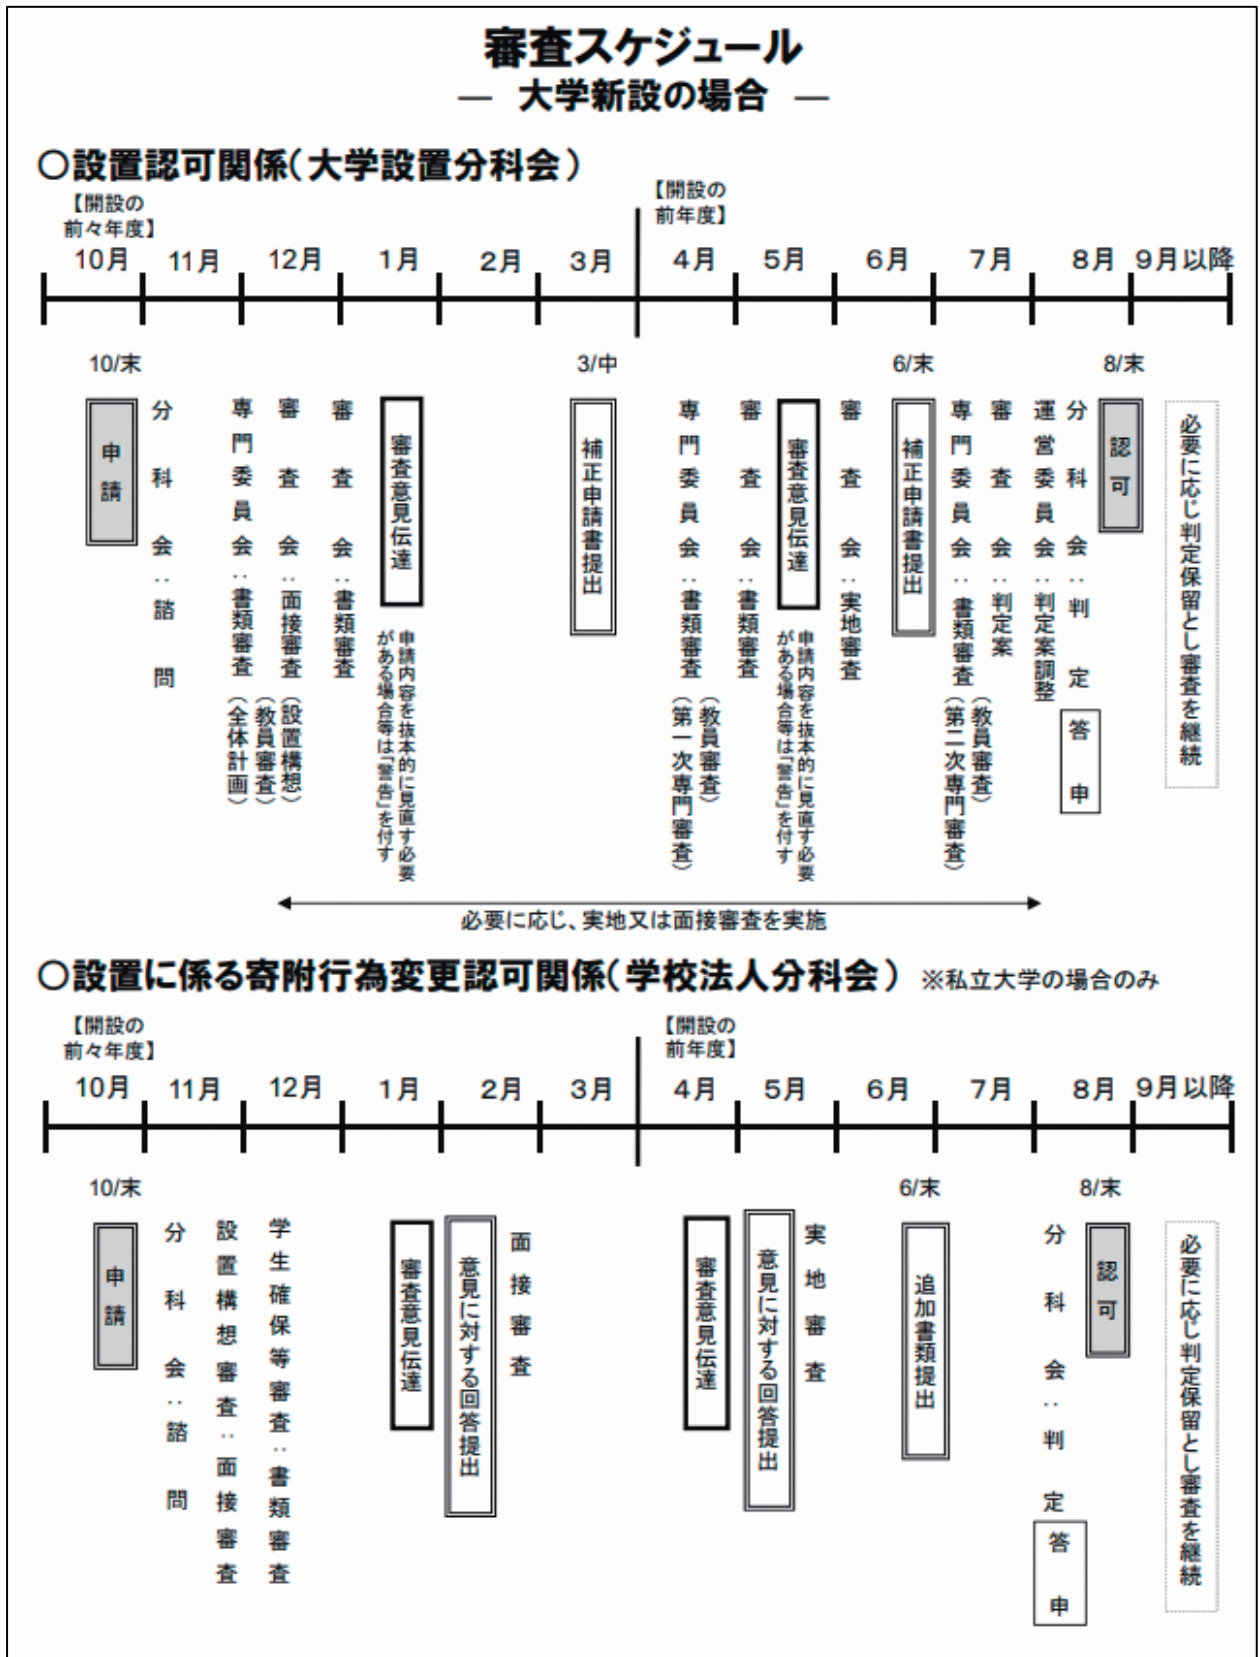 審査スケジュール
― 大学新設の場合 ―
○設置認可関係(大学設置分科会)
【開設の
前々年度】
【開設の
前年度】
10月 11月 12月 1月 2月 3月 4月 5月 6月 7月 8月 9月以降
10/末
3/中
6/末
8/末
申請
分科会:諮問
専門委員会:書類審査
(全体計画)
(教員審査)
審査会:面接審査
(設置構想)
審査会:書類審査
審査意見伝達
申請内容を抜本的に見直す必要
がある場合等は「警告」を付す
補正申請書提出
専門委員会:書類審査
(教員審査)
(第一次専門審査)
審査会:書類審査
審査意見伝達
申請内容を抜本的に見直す必要
がある場合等は「警告」を付す
審査会:実地審査
補正申請書提出
専門委員会:書類審査
(教員審査)
(第二次専門審査)
審査会:判定案
運営委員会:判定案調整
分科会:判定
答申
認可
必要に応じ判定保留とし審査を継続
必要に応じ、実地又は面接審査を実施
○設置に係る寄附行為変更認可関係(学校法人分科会) ※私立大学の場合のみ
【開設の
前々年度】
【開設の
前年度】
10月 11月 12月 1月 2月 3月 4月 5月 6月 7月 8月 9月以降
10/末
6/末
8/末
申請
分科会:諮問
設置構想審査:面接審査
学生確保等審査:書類審査
審査意見伝達
意見に対する回答提出
面接審査
審査意見伝達
意見に対する回答提出
実地審査
追加書類提出
分科会:判定
答申
認可
必要に応じ判定保留とし審査を継続